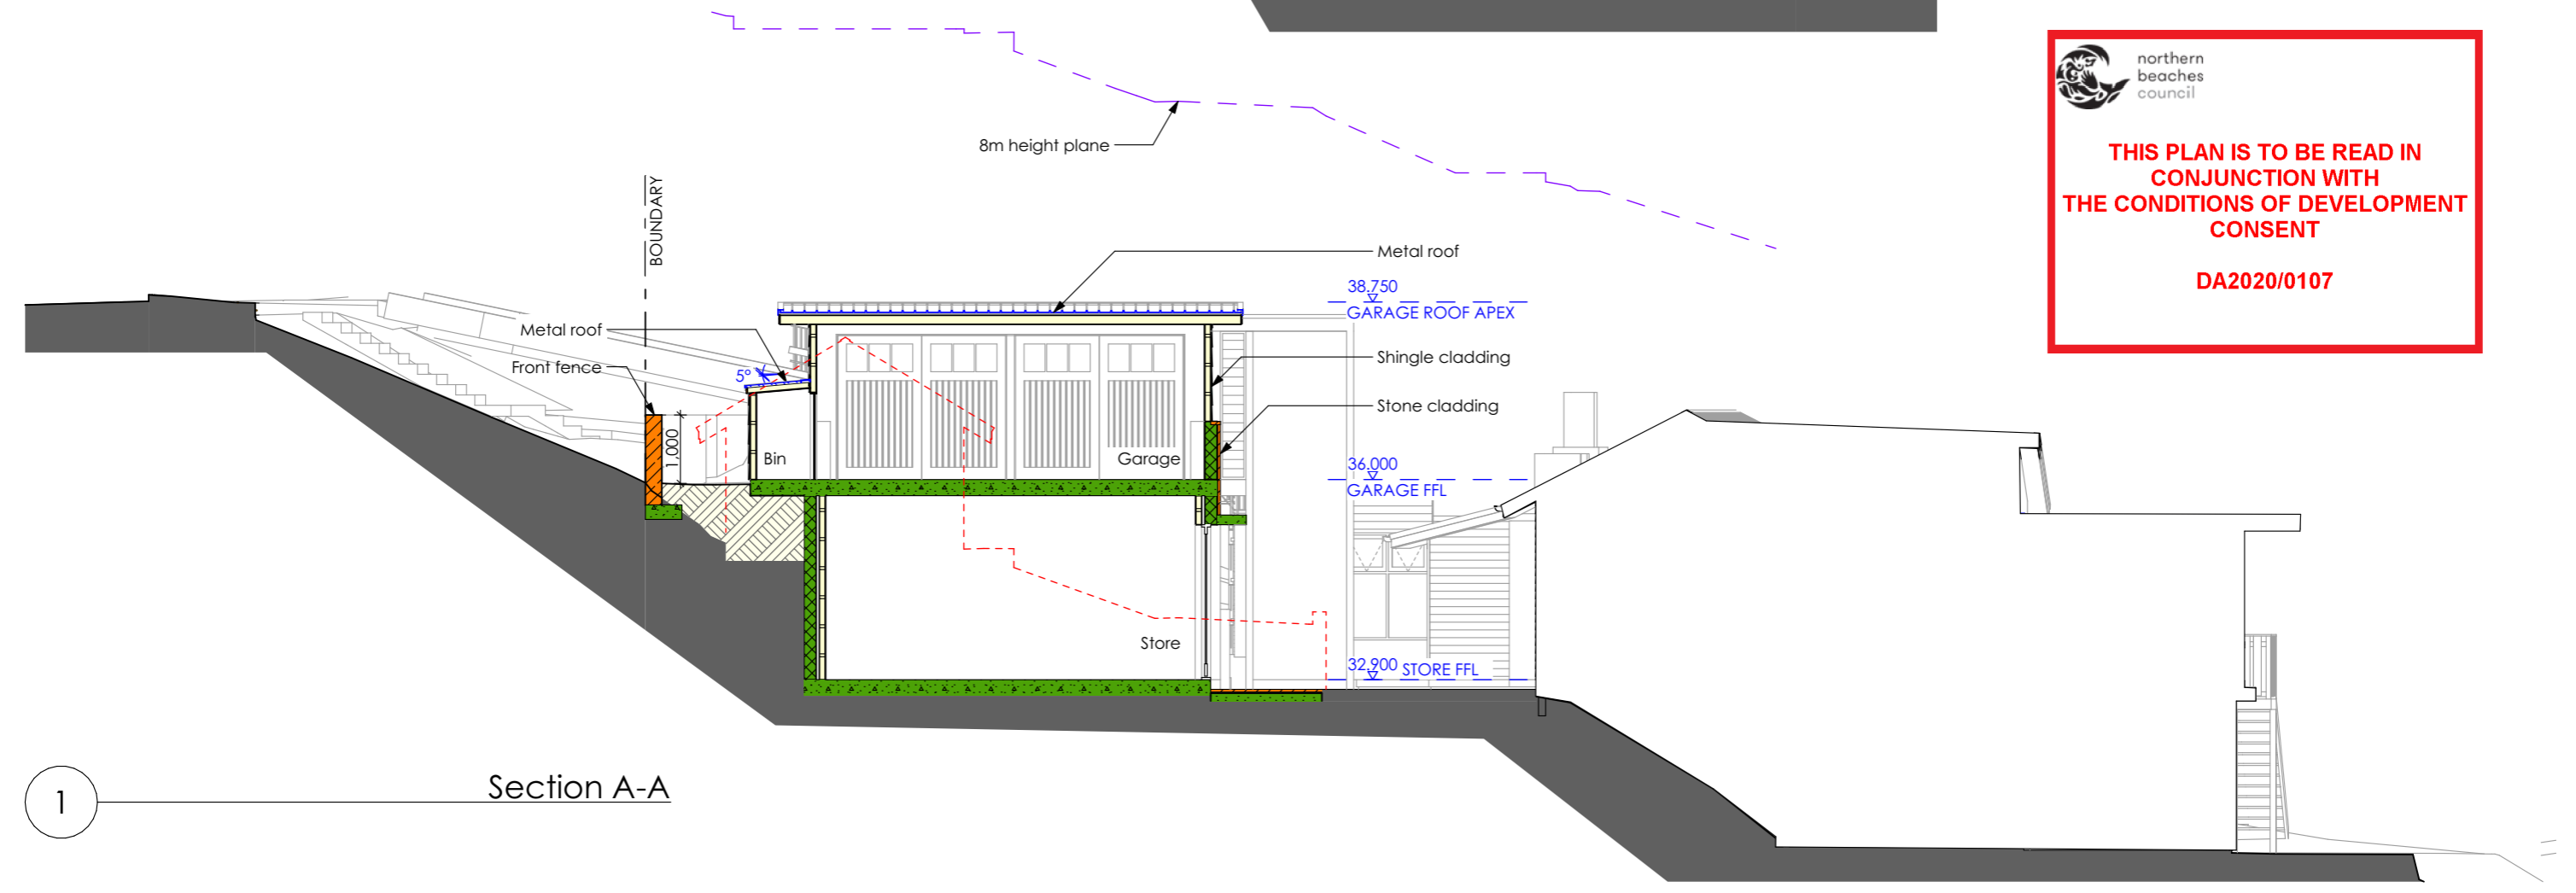 northern
beaches
council
THIS PLAN IS TO BE READ IN
CONJUNCTION WITH
THE CONDITIONS OF DEVELOPMENT
CONSENT
DA2020/0107
8m height plane
BOUNDARY
Metal roof
38.750
GARAGE ROOF APEX
Metal roof
Front fence
5°
Shingle cladding
Stone cladding
1,000
Bin
Garage
36.000
GARAGE FFL
Store
32.900 STORE FFL
1
Section A-A